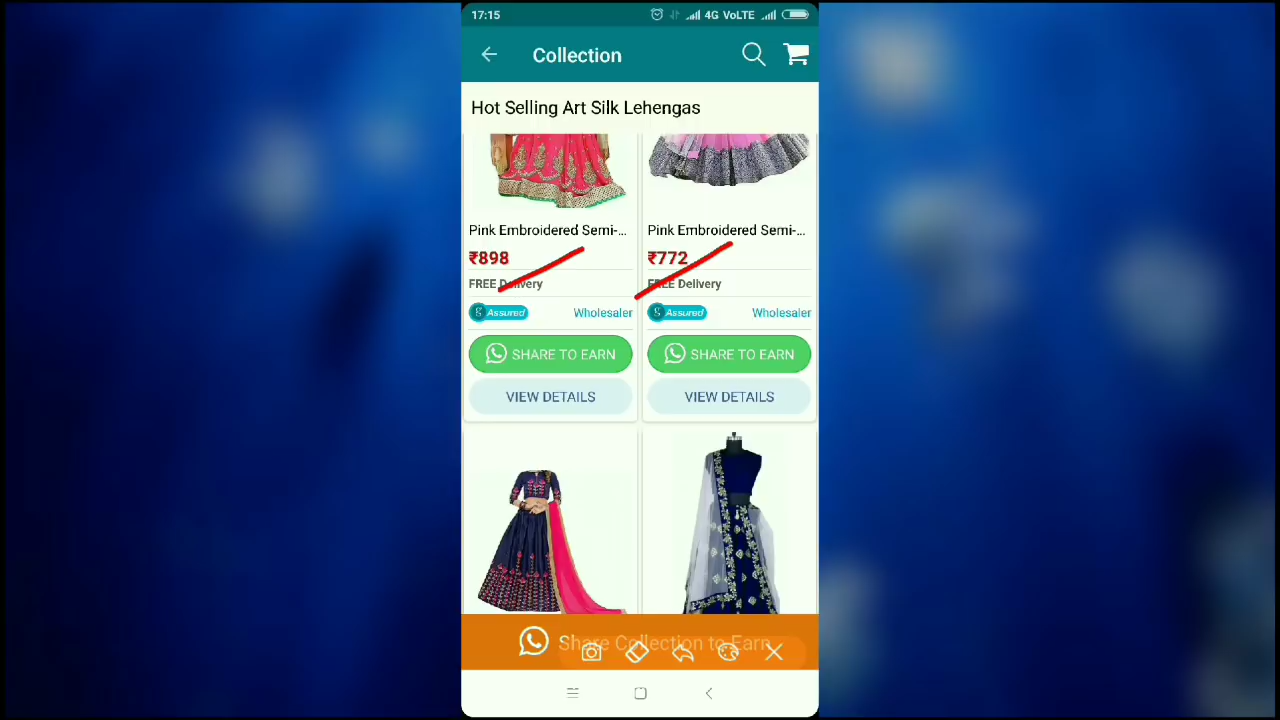 17:15
4G VoLTE
Collection
Hot Selling Art Silk Lehengas
Pink Embroidered Semi-...
Pink Embroidered Semi-...
₹898
₹772
FREE Delivery
FREE Delivery
Assured Wholesaler
Assured Wholesaler
SHARE TO EARN
SHARE TO EARN
VIEW DETAILS
VIEW DETAILS
Share Collection to Earn